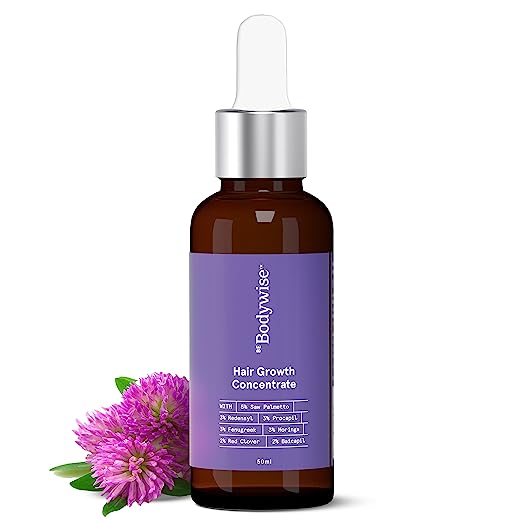 BE Bodywise™
Hair Growth
Concentrate
WITH 5% Saw Palmetto
3% Redensyl 3% Procapil
3% Fenugreek 3% Moringa
2% Red Clover 2% Baicapil
50ml